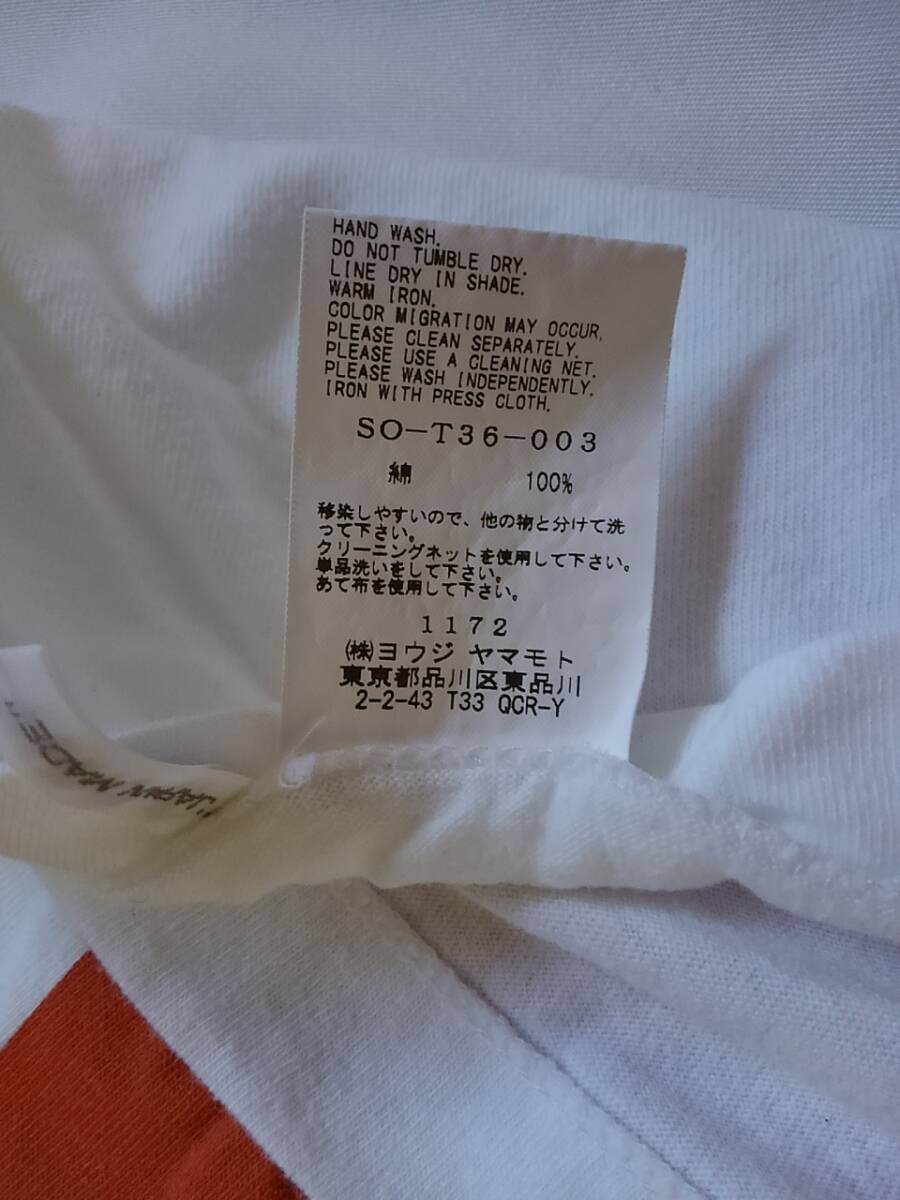 HAND WASH.
DO NOT TUMBLE DRY.
LINE DRY IN SHADE.
WARM IRON.
COLOR MIGRATION MAY OCCUR,
PLEASE CLEAN SEPARATELY.
PLEASE USE A CLEANING NET.
PLEASE WASH INDEPENDENTLY.
IRON WITH PRESS CLOTH.
SO-T36-003
綿 100%
移染しやすいので、他の物と分けて洗
って下さい。
クリーニングネットを使用して下さい。
単品洗いをして下さい。
あて布を使用して下さい。
1172
㈱ヨウジ ヤマモト
東京都品川区東品川
2-2-43 T33 QCR-Y
"JAPAN MADE"